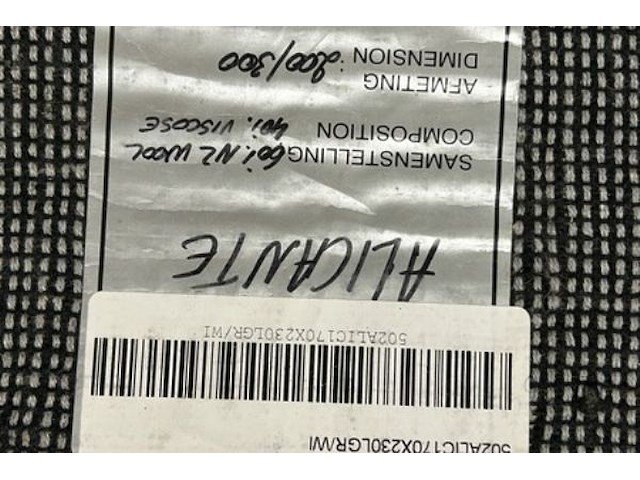 502ALIC170X230LGR/WI
502ALIC170X230LGR/WI
ALICANTE
SAMENSTELLING 60% NZ WOOL
COMPOSITION 40% VISCOSE
AFMETING
DIMENSION : 200/300